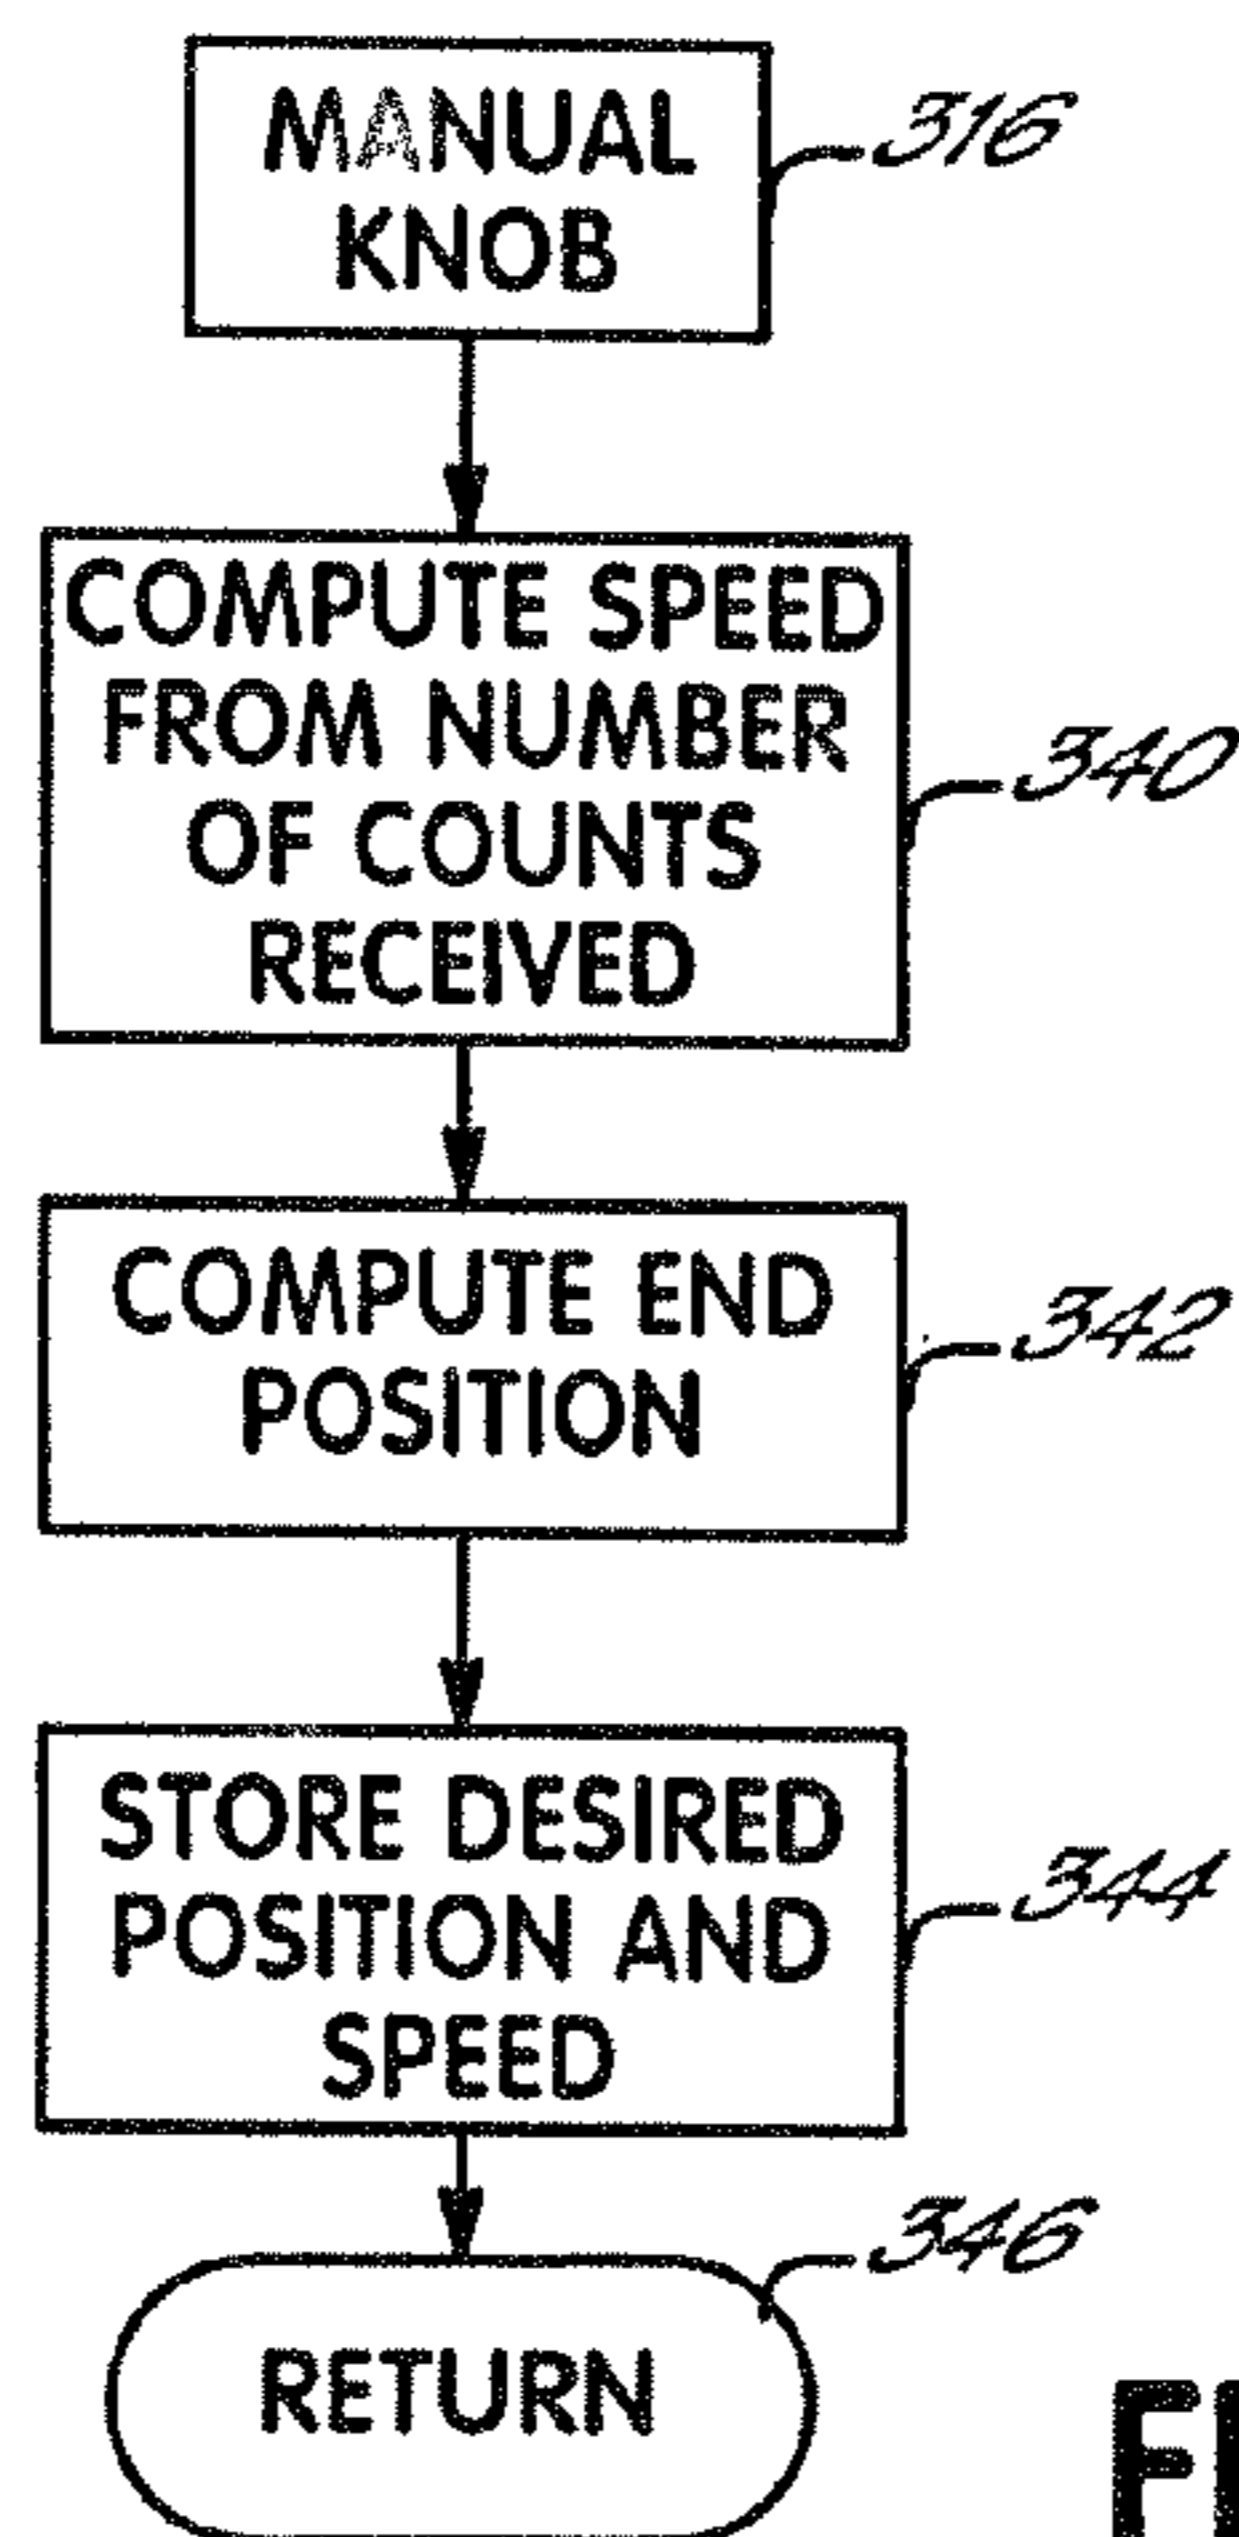 MANUAL
KNOB
316
COMPUTE SPEED
FROM NUMBER
OF COUNTS
RECEIVED
340
COMPUTE END
POSITION
342
STORE DESIRED
POSITION AND
SPEED
344
346
RETURN